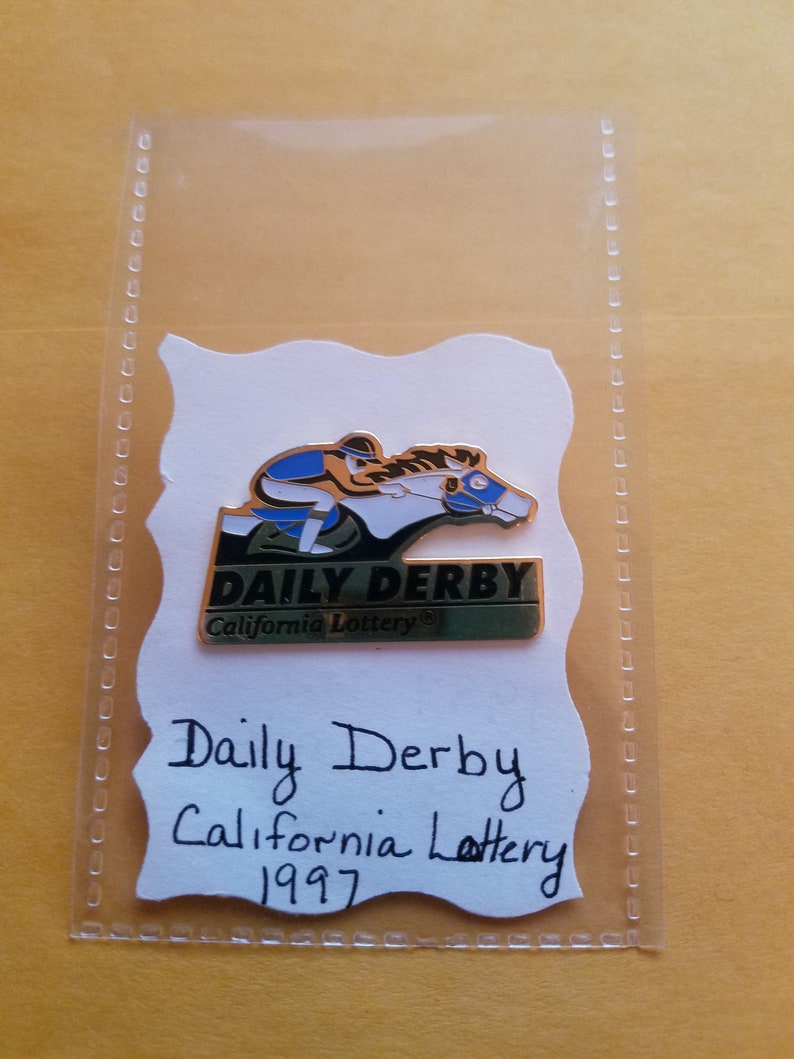 DAILY DERBY
California Lottery®
Daily Derby
California Lottery
1997